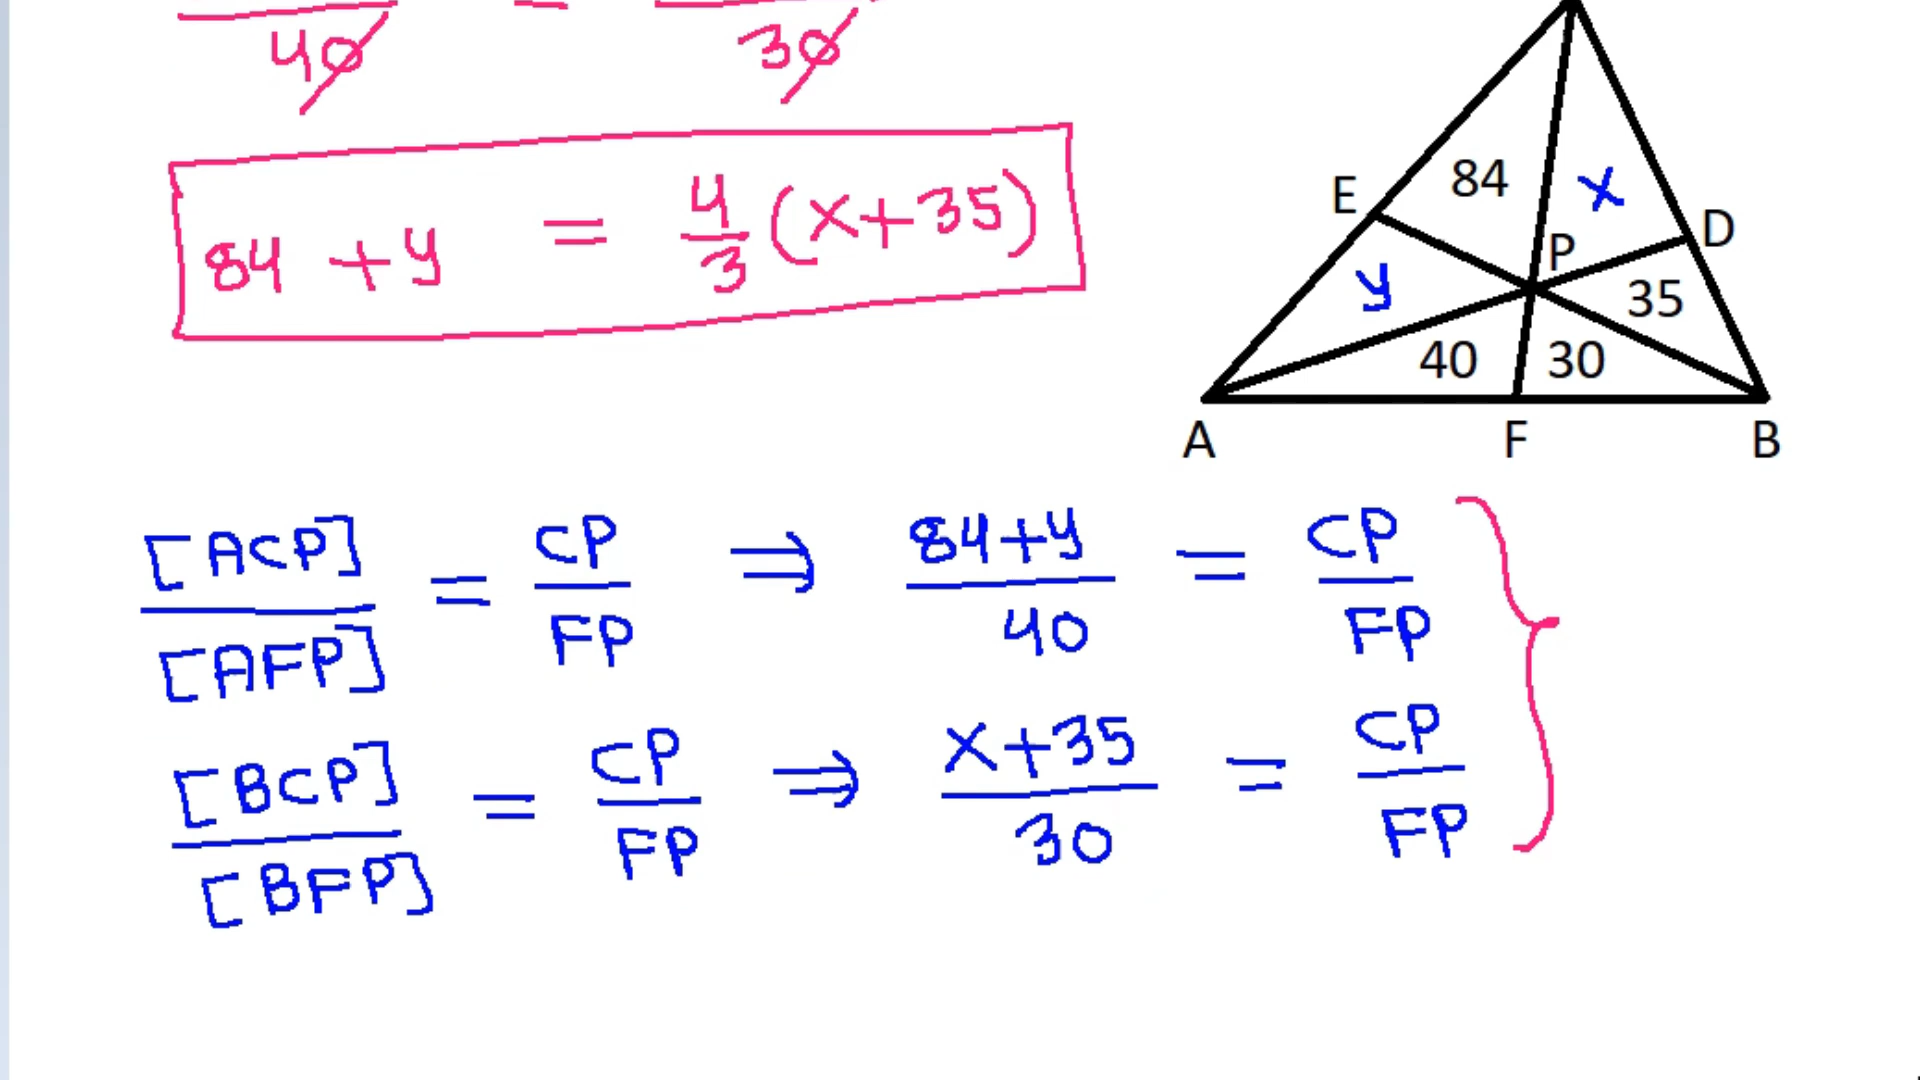 40 = 30
84 + y = 4/3 (x+35)
E 84 x D
P
y 35
40 30
A F B
[ACP]/[AFP] = CP/FP ⇒ 84+y/40 = CP/FP
[BCP]/[BFP] = CP/FP ⇒ x+35/30 = CP/FP